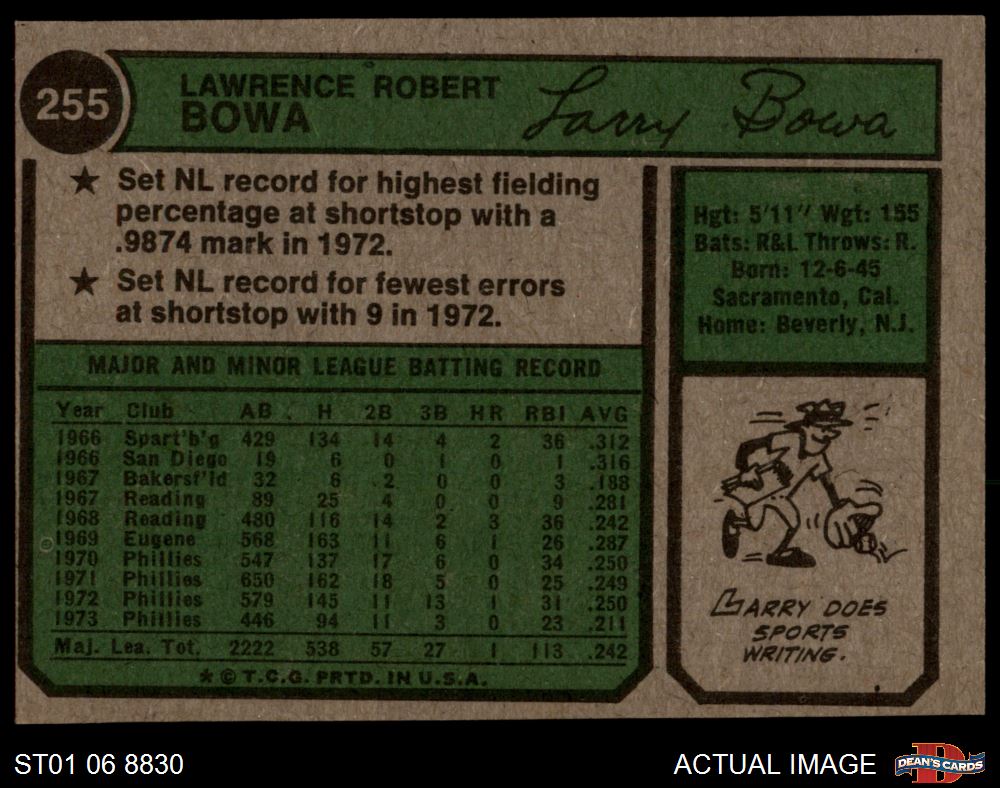 255
LAWRENCE ROBERT
BOWA
Larry Bowa
★ Set NL record for highest fielding
percentage at shortstop with a
.9874 mark in 1972.
★ Set NL record for fewest errors
at shortstop with 9 in 1972.
Hgt: 5'11" Wgt: 155
Bats: R&L Throws: R.
Born: 12-6-45
Sacramento, Cal.
Home: Beverly, N.J.
MAJOR AND MINOR LEAGUE BATTING RECORD
Year Club AB H 2B 3B HR RBI AVG
1966 Spart'b'g 429 134 14 4 2 36 .312
1966 San Diego 19 6 0 1 0 1 .316
1967 Bakersf'ld 32 6 2 0 0 3 .188
1967 Reading 89 25 4 0 0 9 .281
1968 Reading 480 116 14 2 3 36 .242
1969 Eugene 568 163 11 6 1 26 .287
1970 Phillies 547 137 17 6 0 34 .250
1971 Phillies 650 162 18 5 0 25 .249
1972 Phillies 579 145 11 13 1 31 .250
1973 Phillies 446 94 11 3 0 23 .211
Maj. Lea. Tot. 2222 538 57 27 1 113 .242
★ © T.C.G. PRTD. IN U.S.A.
LARRY DOES
SPORTS
WRITING.
ST01 06 8830
ACTUAL IMAGE
DEAN'S CARDS